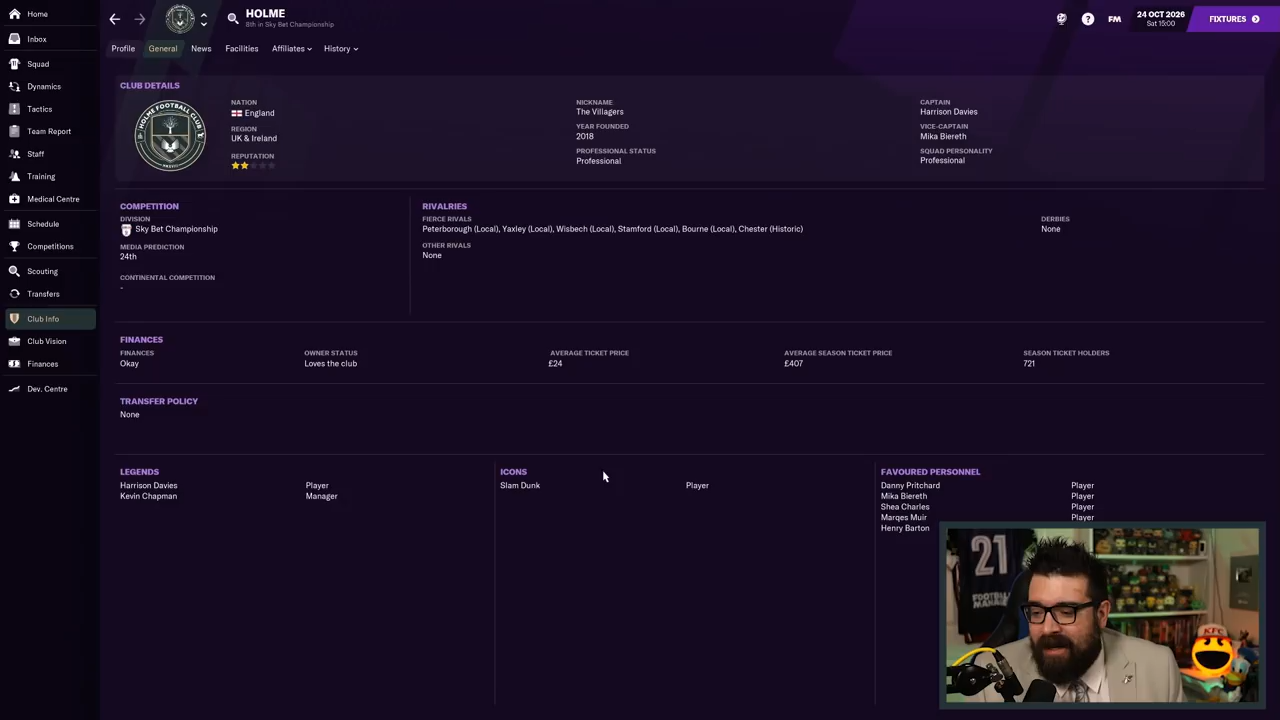 Home
Inbox
Squad
Dynamics
Tactics
Team Report
Staff
Training
Medical Centre
Schedule
Competitions
Scouting
Transfers
Club Info
Club Vision
Finances
Dev. Centre
HOLME
8th in Sky Bet Championship
FM
24 OCT 2026
Sat 15:00
FIXTURES
Profile
General
News
Facilities
Affiliates
History
CLUB DETAILS
HOLME FOOTBALL CLUB
NATION
England
REGION
UK & Ireland
REPUTATION
NICKNAME
The Villagers
YEAR FOUNDED
2018
PROFESSIONAL STATUS
Professional
CAPTAIN
Harrison Davies
VICE-CAPTAIN
Mika Biereth
SQUAD PERSONALITY
Professional
COMPETITION
DIVISION
Sky Bet Championship
MEDIA PREDICTION
24th
CONTINENTAL COMPETITION
-
RIVALRIES
FIERCE RIVALS
Peterborough (Local), Yaxley (Local), Wisbech (Local), Stamford (Local), Bourne (Local), Chester (Historic)
OTHER RIVALS
None
DERBIES
None
FINANCES
FINANCES
Okay
OWNER STATUS
Loves the club
AVERAGE TICKET PRICE
£24
AVERAGE SEASON TICKET PRICE
£407
SEASON TICKET HOLDERS
721
TRANSFER POLICY
None
LEGENDS
Harrison Davies Player
Kevin Chapman Manager
ICONS
Slam Dunk Player
FAVOURED PERSONNEL
Danny Pritchard Player
Mika Biereth Player
Shea Charles Player
Marqes Muir Player
Henry Barton
21
FOOTBALL
KFC